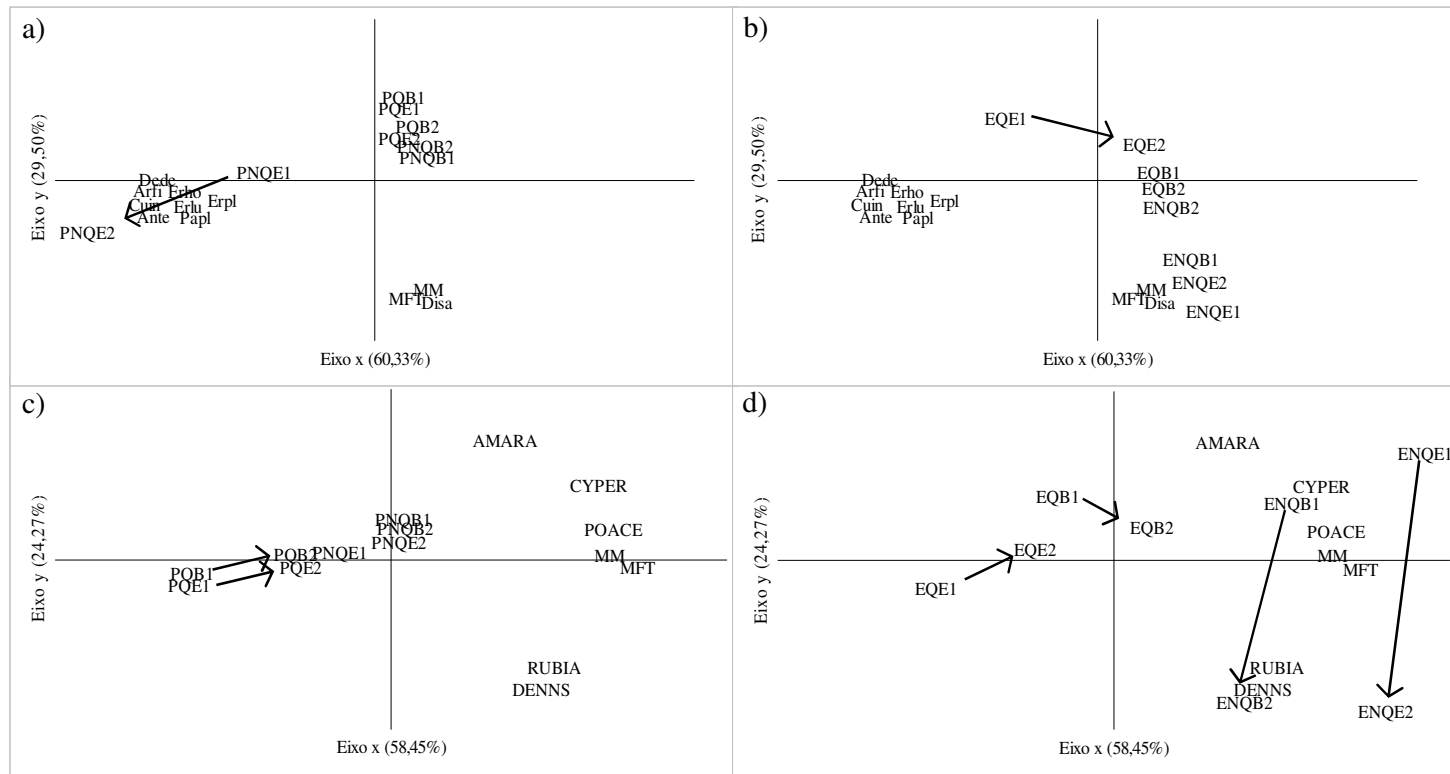 a)
PQB1
PQE1
PQB2
PQE2
PNQB2
PNQB1
PNQE1
Dede
Arfi Erho
Cuin Erlu Erpl
Ante Papl
PNQE2
MM
MFT Disa
Eixo y (29,50%)
Eixo x (60,33%)
b)
EQE1
EQE2
EQB1
EQB2
ENQB2
Dede
Arfi Erho
Cuin Erlu Erpl
Ante Papl
ENQB1
ENQE2
MM
MFT Disa
ENQE1
Eixo y (29,50%)
Eixo x (60,33%)
c)
AMARA
CYPER
PNQB1
PNQB2
POACE
PNQE2
PQB2 PNQE1
MM
PQE2
MFT
PQB1
PQE1
RUBIA
DENNS
Eixo y (24,27%)
Eixo x (58,45%)
d)
AMARA
ENQE1
CYPER
EQB1
ENQB1
EQB2
POACE
EQE2
MM
MFT
EQE1
RUBIA
DENNS
ENQB2
ENQE2
Eixo y (24,27%)
Eixo x (58,45%)